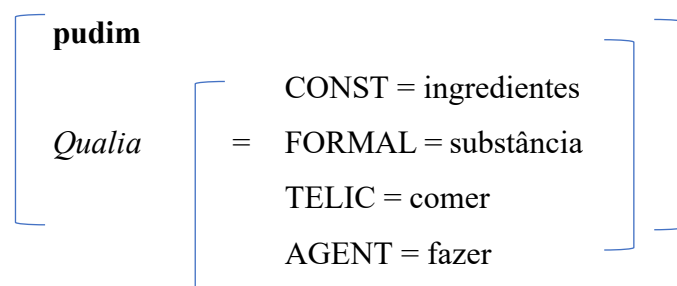 pudim
CONST = ingredientes
Qualia = FORMAL = substância
TELIC = comer
AGENT = fazer